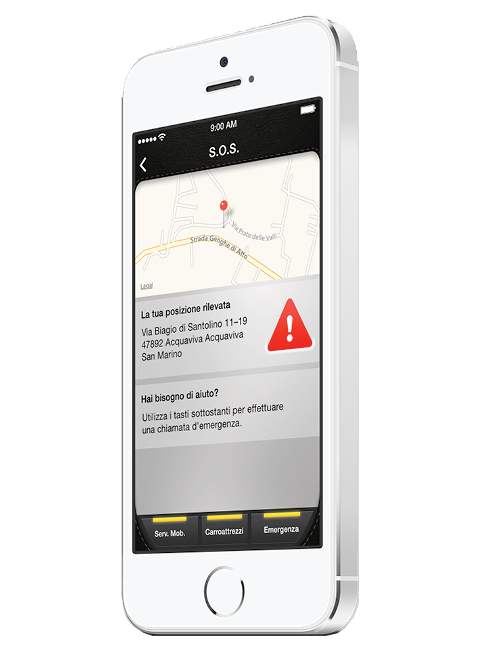 9:00 AM
S.O.S.
Via Prato delle Valli
Strada Genghe di Atto
Legal
La tua posizione rilevata
Via Biagio di Santolino 11-19
47892 Acquaviva Acquaviva
San Marino
Hai bisogno di aiuto?
Utilizza i tasti sottostanti per effettuare
una chiamata d'emergenza.
Serv. Mob.
Carroattrezzi
Emergenza